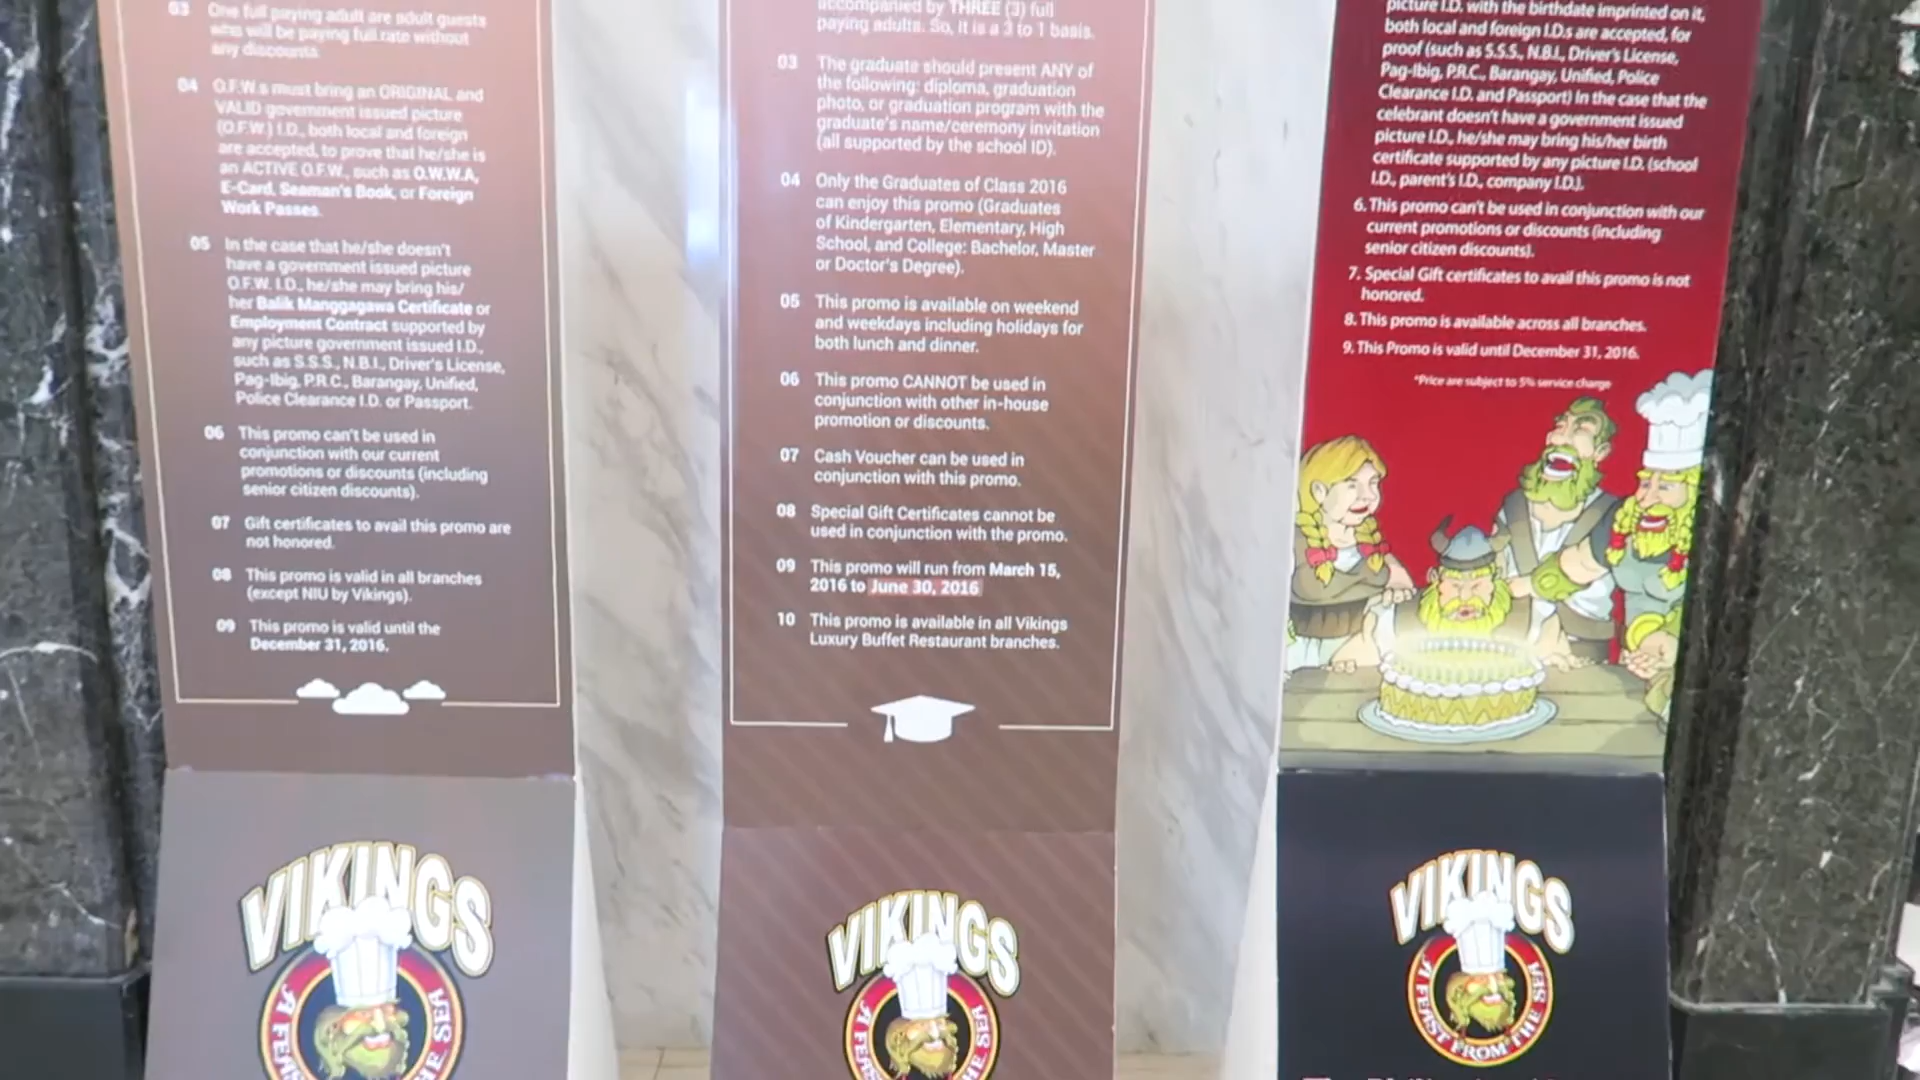 03 One full paying adult are adult guests
who will be paying full rate without
any discounts.
04 O.F.W.s must bring an ORIGINAL and
VALID government issued picture
(O.F.W.) I.D., both local and foreign
are accepted, to prove that he/she is
an ACTIVE O.F.W., such as O.W.W.A,
E-Card, Seaman's Book, or Foreign
Work Passes.
05 In the case that he/she doesn't
have a government issued picture
O.F.W. I.D., he/she may bring his/
her Balik Manggagawa Certificate or
Employment Contract supported by
any picture government issued I.D.,
such as S.S.S., N.B.I., Driver's License,
Pag-Ibig, P.R.C., Barangay, Unified,
Police Clearance I.D. or Passport.
06 This promo can't be used in
conjunction with our current
promotions or discounts (including
senior citizen discounts).
07 Gift certificates to avail this promo are
not honored.
08 This promo is valid in all branches
(except NIU by Vikings).
09 This promo is valid until the
December 31, 2016.
VIKINGS
A FEAST THE SEA
accompanied by THREE (3) full
paying adults. So, it is a 3 to 1 basis.
03 The graduate should present ANY of
the following: diploma, graduation
photo, or graduation program with the
graduate's name/ceremony invitation
(all supported by the school ID).
04 Only the Graduates of Class 2016
can enjoy this promo (Graduates
of Kindergarten, Elementary, High
School, and College: Bachelor, Master
or Doctor's Degree).
05 This promo is available on weekend
and weekdays including holidays for
both lunch and dinner.
06 This promo CANNOT be used in
conjunction with other in-house
promotion or discounts.
07 Cash Voucher can be used in
conjunction with this promo.
08 Special Gift Certificates cannot be
used in conjunction with the promo.
09 This promo will run from March 15,
2016 to June 30, 2016
10 This promo is available in all Vikings
Luxury Buffet Restaurant branches.
VIKINGS
A FEAST THE SEA
picture I.D. with the birthdate imprinted on it,
both local and foreign I.D.s are accepted, for
proof (such as S.S.S., N.B.I., Driver's License,
Pag-Ibig, P.R.C., Barangay, Unified, Police
Clearance I.D. and Passport) In the case that the
celebrant doesn't have a government issued
picture I.D., he/she may bring his/her birth
certificate supported by any picture I.D. (school
I.D., parent's I.D., company I.D.).
6. This promo can't be used in conjunction with our
current promotions or discounts (including
senior citizen discounts).
7. Special Gift certificates to avail this promo is not
honored.
8. This promo is available across all branches.
9. This Promo is valid until December 31, 2016.
*Price are subject to 5% service charge
VIKINGS
A FEAST FROM THE SEA